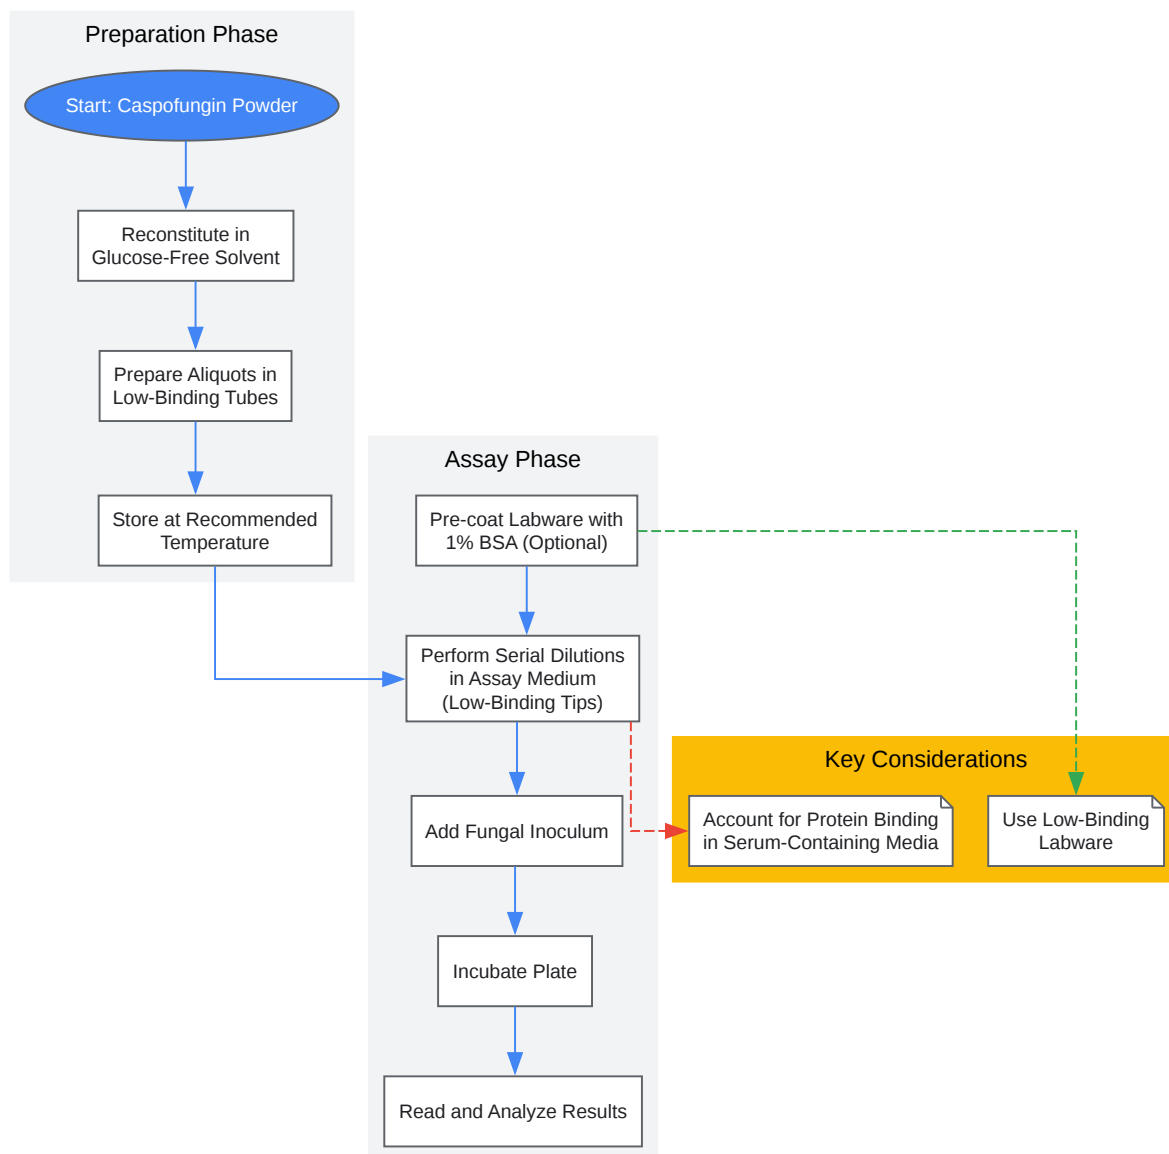 Preparation Phase
Start: Caspofungin Powder
Reconstitute in
Glucose-Free Solvent
Prepare Aliquots in
Low-Binding Tubes
Store at Recommended
Temperature
Assay Phase
Pre-coat Labware with
1% BSA (Optional)
Perform Serial Dilutions
in Assay Medium
(Low-Binding Tips)
Add Fungal Inoculum
Incubate Plate
Read and Analyze Results
Key Considerations
Account for Protein Binding
in Serum-Containing Media
Use Low-Binding
Labware